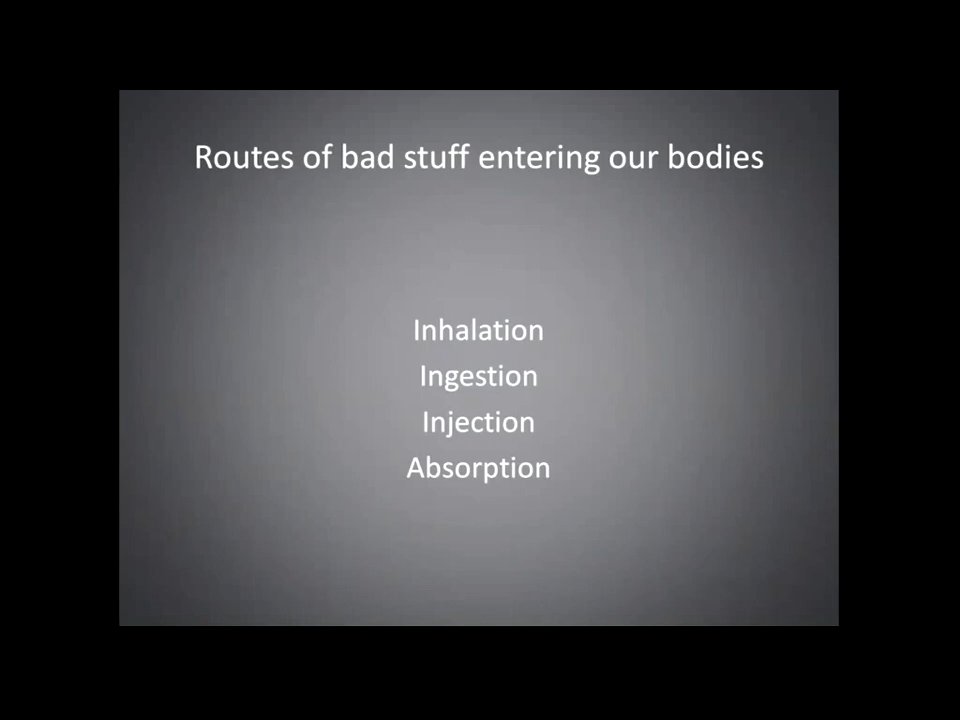 Routes of bad stuff entering our bodies
Inhalation
Ingestion
Injection
Absorption